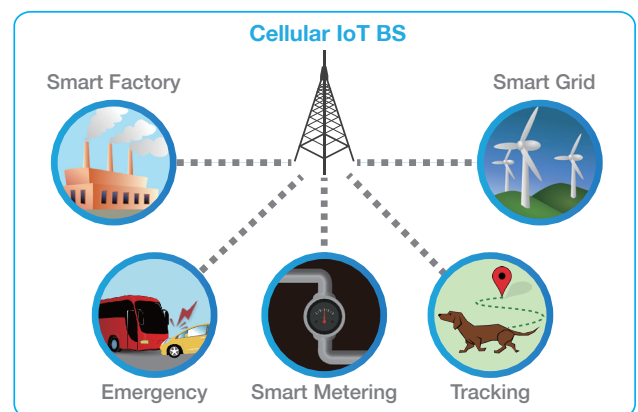 Cellular IoT BS
Smart Factory
Smart Grid
Emergency
Smart Metering
Tracking